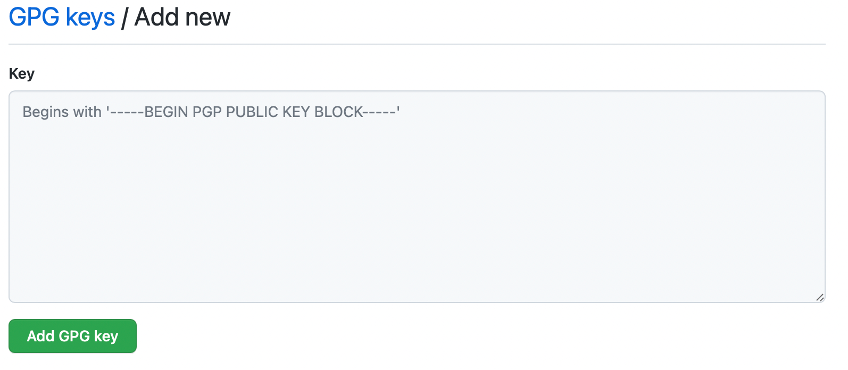 GPG keys / Add new
Key
Begins with '-----BEGIN PGP PUBLIC KEY BLOCK-----'
Add GPG key